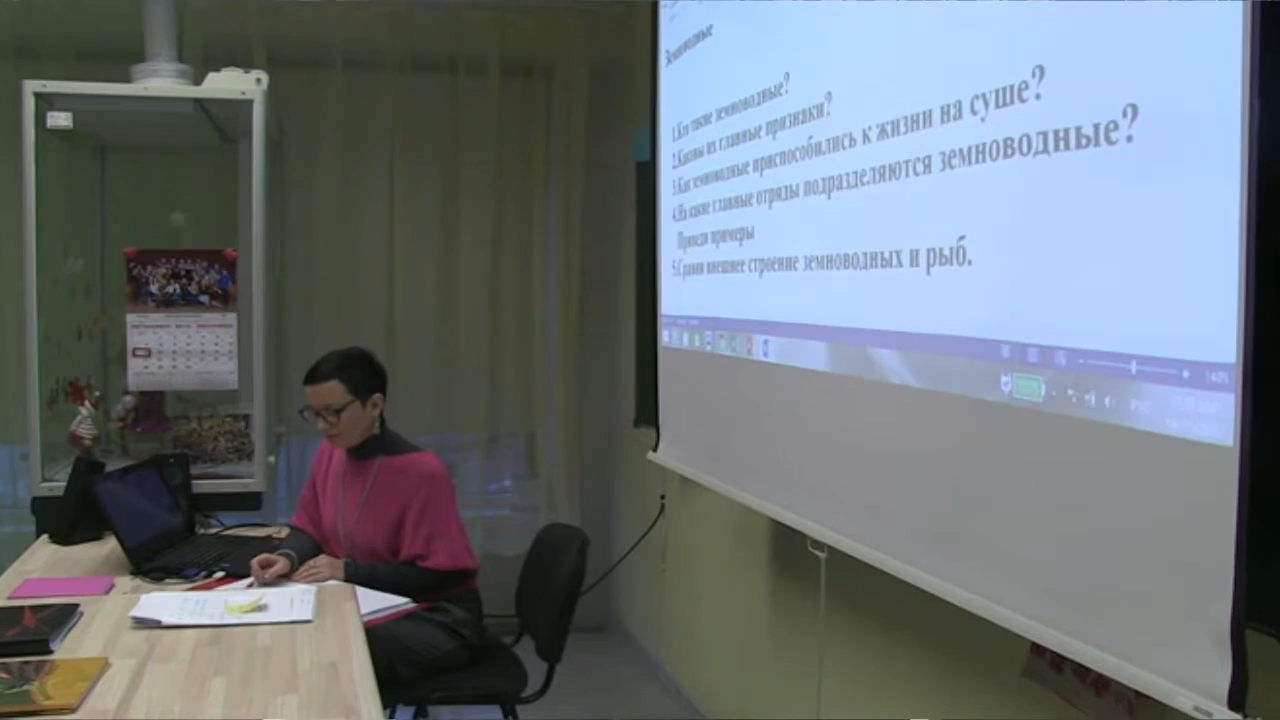 Земноводные
1.Кто такие земноводные?
2.Каковы их главные признаки?
3.Как земноводные приспособились к жизни на суше?
4.На какие главные отряды подразделяются земноводные?
Приведи примеры
5.Сравни внешнее строение земноводных и рыб.